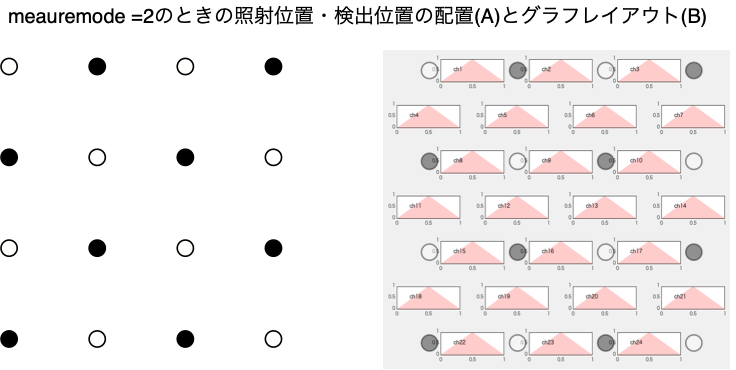 meauremode =2のときの照射位置・検出位置の配置(A)とグラフレイアウト(B)
ch1 ch2 ch3
ch4 ch5 ch6 ch7
ch8 ch9 ch10
ch11 ch12 ch13 ch14
ch15 ch16 ch17
ch18 ch19 ch20 ch21
ch22 ch23 ch24